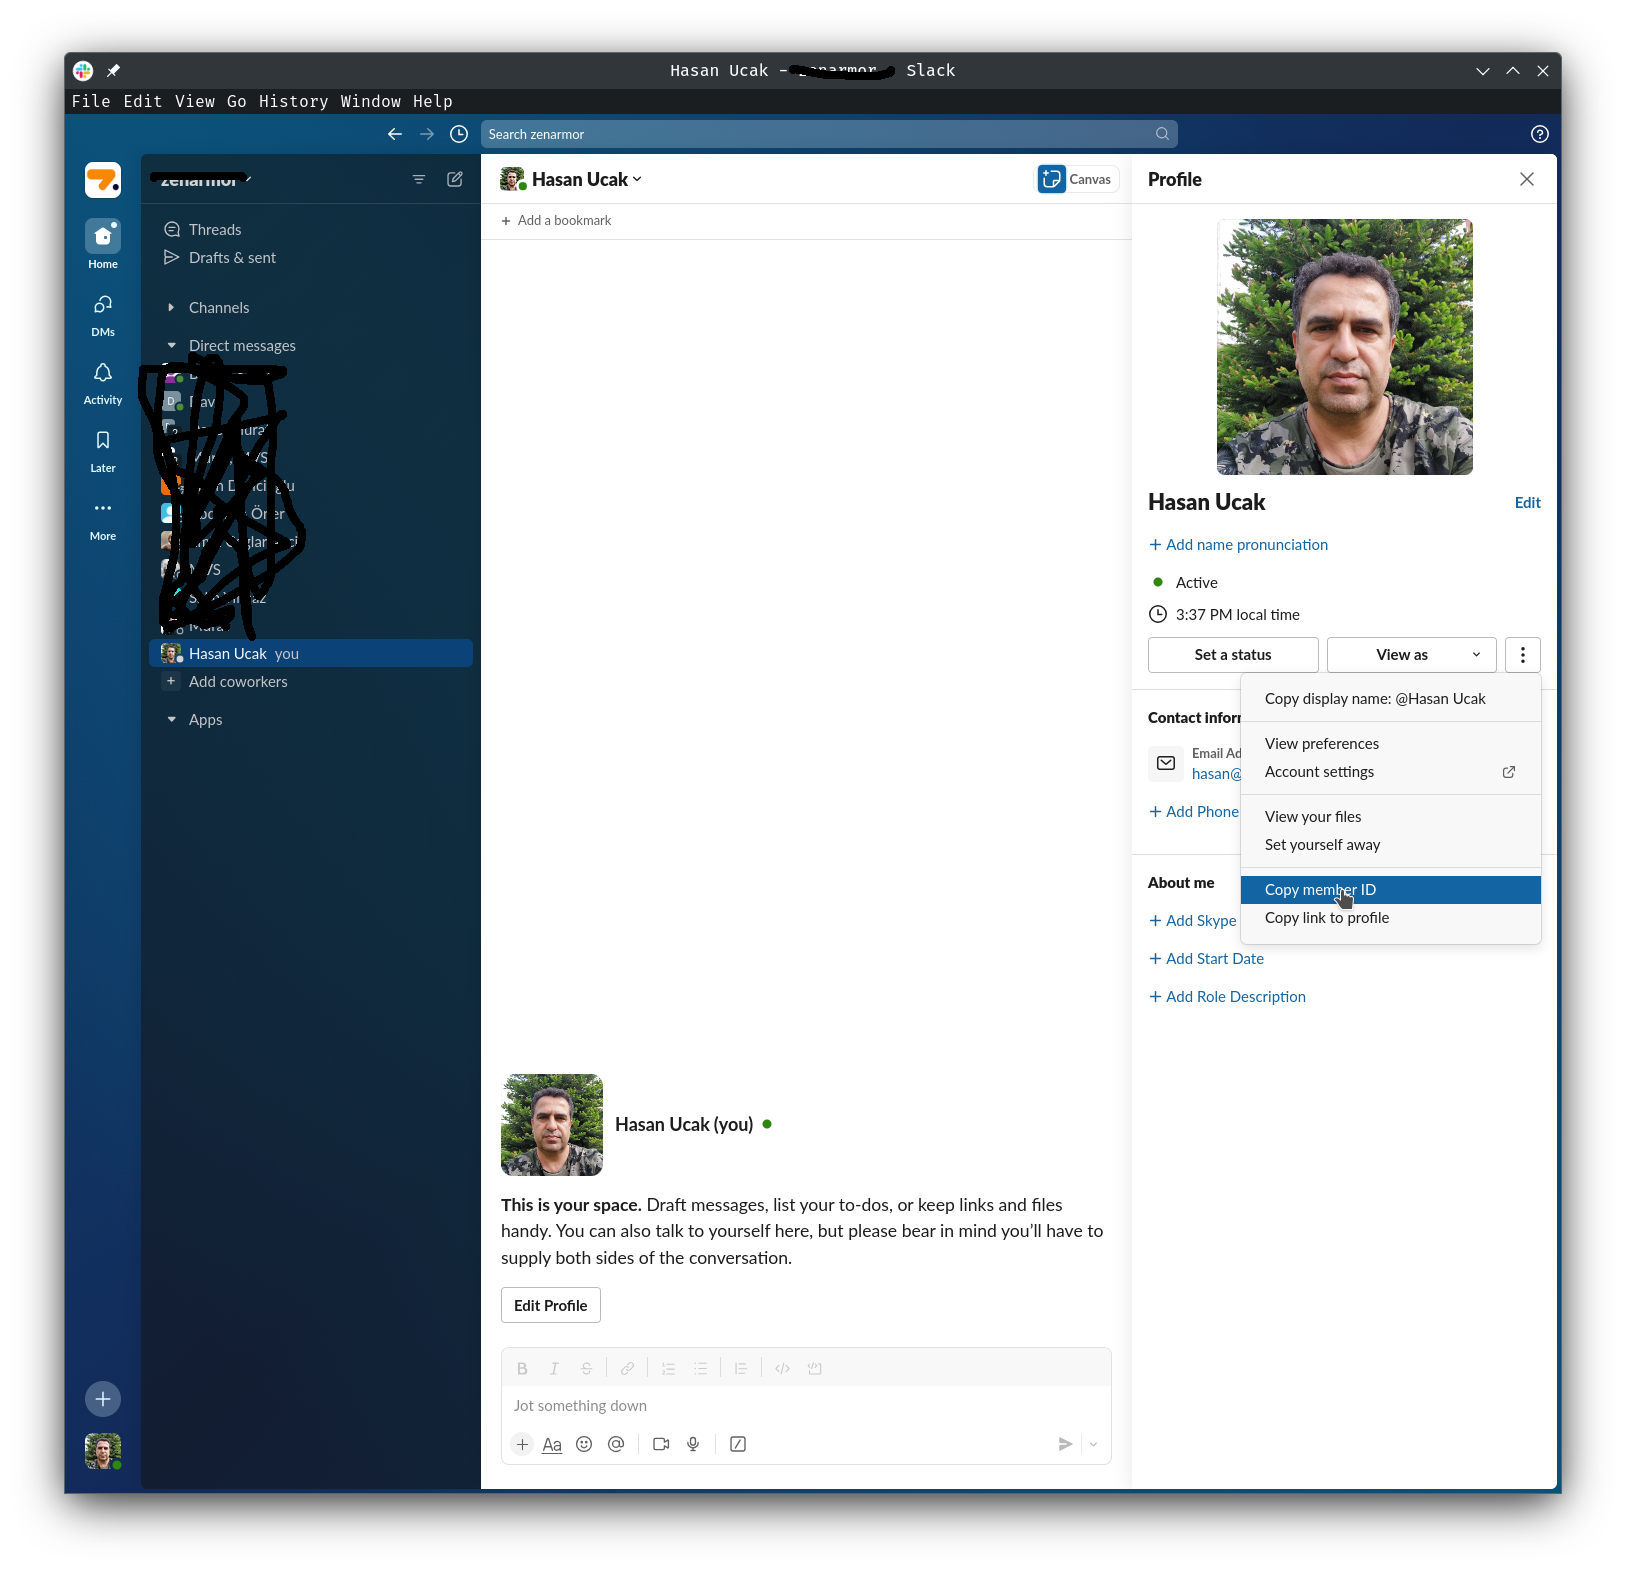 Hasan Ucak - Slack
File Edit View Go History Window Help
Search zenarmor
Home
DMs
Activity
Later
More
Threads
Drafts & sent
Channels
Direct messages
Hasan Ucak you
Add coworkers
Apps
Hasan Ucak
Canvas
+ Add a bookmark
Hasan Ucak (you)
This is your space. Draft messages, list your to-dos, or keep links and files
handy. You can also talk to yourself here, but please bear in mind you’ll have to
supply both sides of the conversation.
Edit Profile
Jot something down
Profile
Hasan Ucak
Edit
+ Add name pronunciation
Active
3:37 PM local time
Set a status
View as
Copy display name: @Hasan Ucak
View preferences
Account settings
View your files
Set yourself away
Copy member ID
Copy link to profile
Contact infor
Email Ad
hasan@
+ Add Phone
About me
+ Add Skype
+ Add Start Date
+ Add Role Description